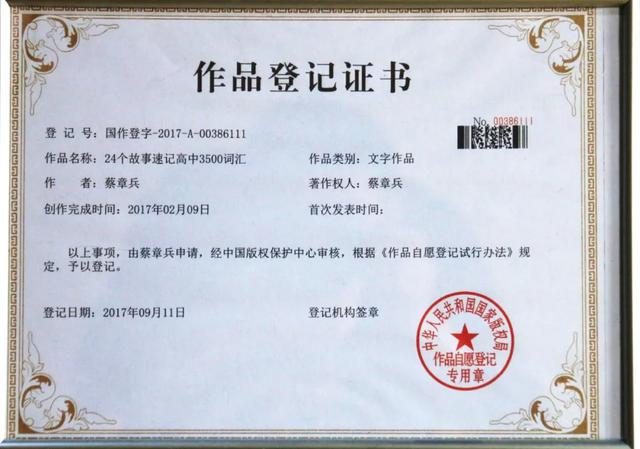 作品登记证书
No. 00386111
登 记 号：国作登字-2017-A-00386111
作品名称：24个故事速记高中3500词汇 作品类别：文字作品
作 者：蔡章兵 著作权人：蔡章兵
创作完成时间：2017年02月09日 首次发表时间：
以上事项，由蔡章兵申请，经中国版权保护中心审核，根据《作品自愿登记试行办法》规
定，予以登记。
登记日期：2017年09月11日 登记机构签章
中华人民共和国国家版权局
作品自愿登记
专用章